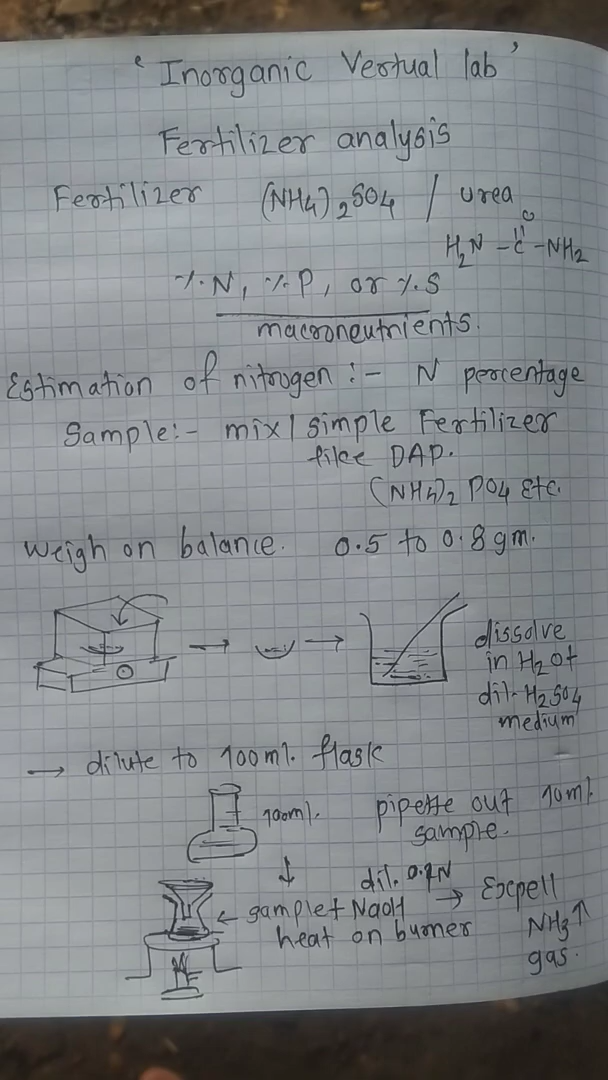 ' Inorganic Vertual lab '
Fertilizer analysis
Fertilizer (NH4)2SO4 / urea
O
H2N - C - NH2
%N, %P, or %S
macroneutrients.
Estimation of nitrogen :- N percentage
Sample:- mix/simple Fertilizer
like DAP.
(NH4)2 PO4 etc.
Weigh on balance. 0.5 to 0.8 gm.
dissolve
in H2O+
dil. H2SO4
medium
→ dilute to 100ml. flask
100ml. pipette out 10ml.
sample.
dil. 0.1N
sample+ NaOH → Excpell
heat on burner NH3↑
gas.